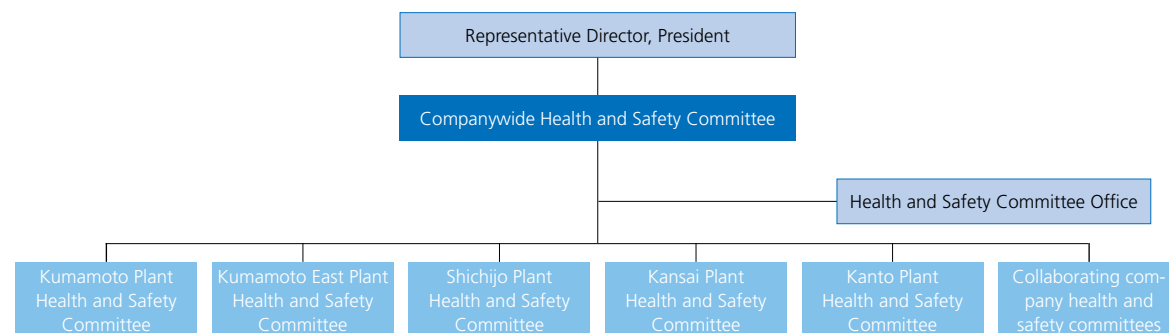 Representative Director, President
Companywide Health and Safety Committee
Health and Safety Committee Office
Kumamoto Plant
Health and Safety
Committee
Kumamoto East Plant
Health and Safety
Committee
Shichijo Plant
Health and Safety
Committee
Kansai Plant
Health and Safety
Committee
Kanto Plant
Health and Safety
Committee
Collaborating com-
pany health and
safety committees